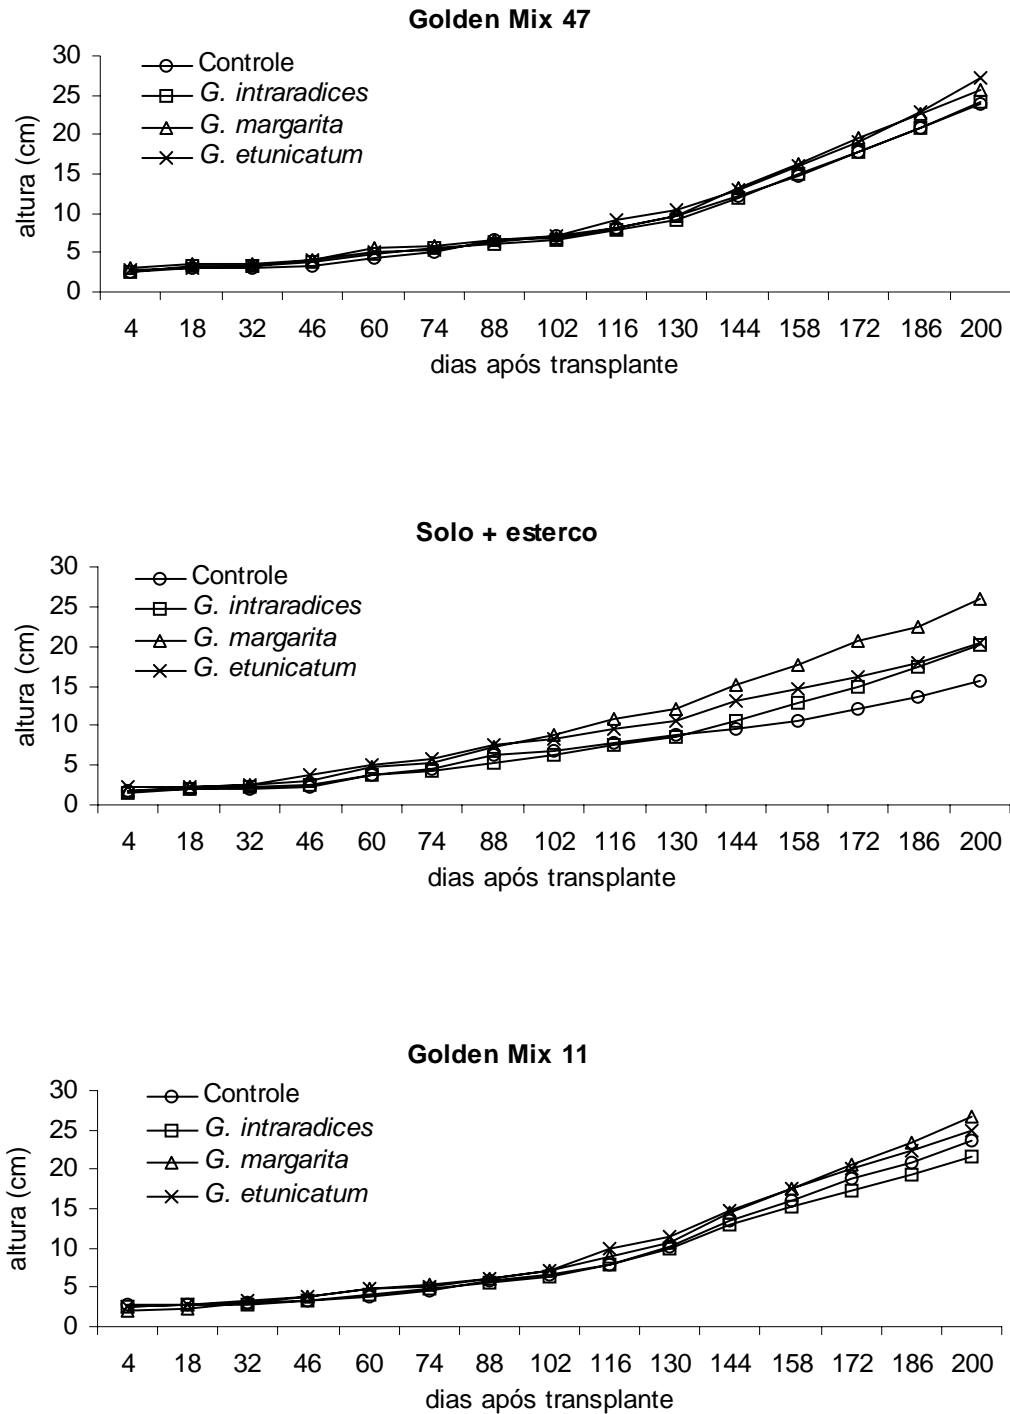 Golden Mix 47
30
25
20
15
10
5
0
altura (cm)
Controle
G. intraradices
G. margarita
G. etunicatum
4 18 32 46 60 74 88 102 116 130 144 158 172 186 200
dias após transplante
Solo + esterco
30
25
20
15
10
5
0
altura (cm)
Controle
G. intraradices
G. margarita
G. etunicatum
4 18 32 46 60 74 88 102 116 130 144 158 172 186 200
dias após transplante
Golden Mix 11
30
25
20
15
10
5
0
altura (cm)
Controle
G. intraradices
G. margarita
G. etunicatum
4 18 32 46 60 74 88 102 116 130 144 158 172 186 200
dias após transplante